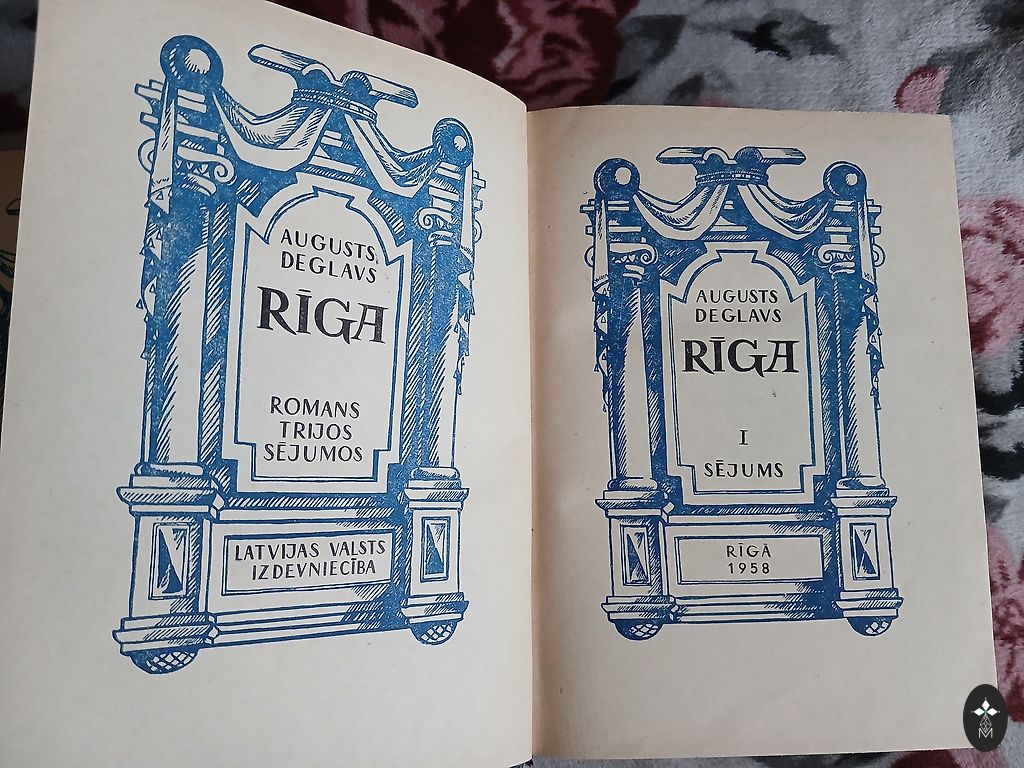 AUGUSTS
DEGLAVS
RĪGA
ROMANS
TRIJOS
SĒJUMOS
LATVIJAS VALSTS
IZDEVNIECĪBA
AUGUSTS
DEGLAVS
RĪGA
I
SĒJUMS
RĪGĀ
1958
M